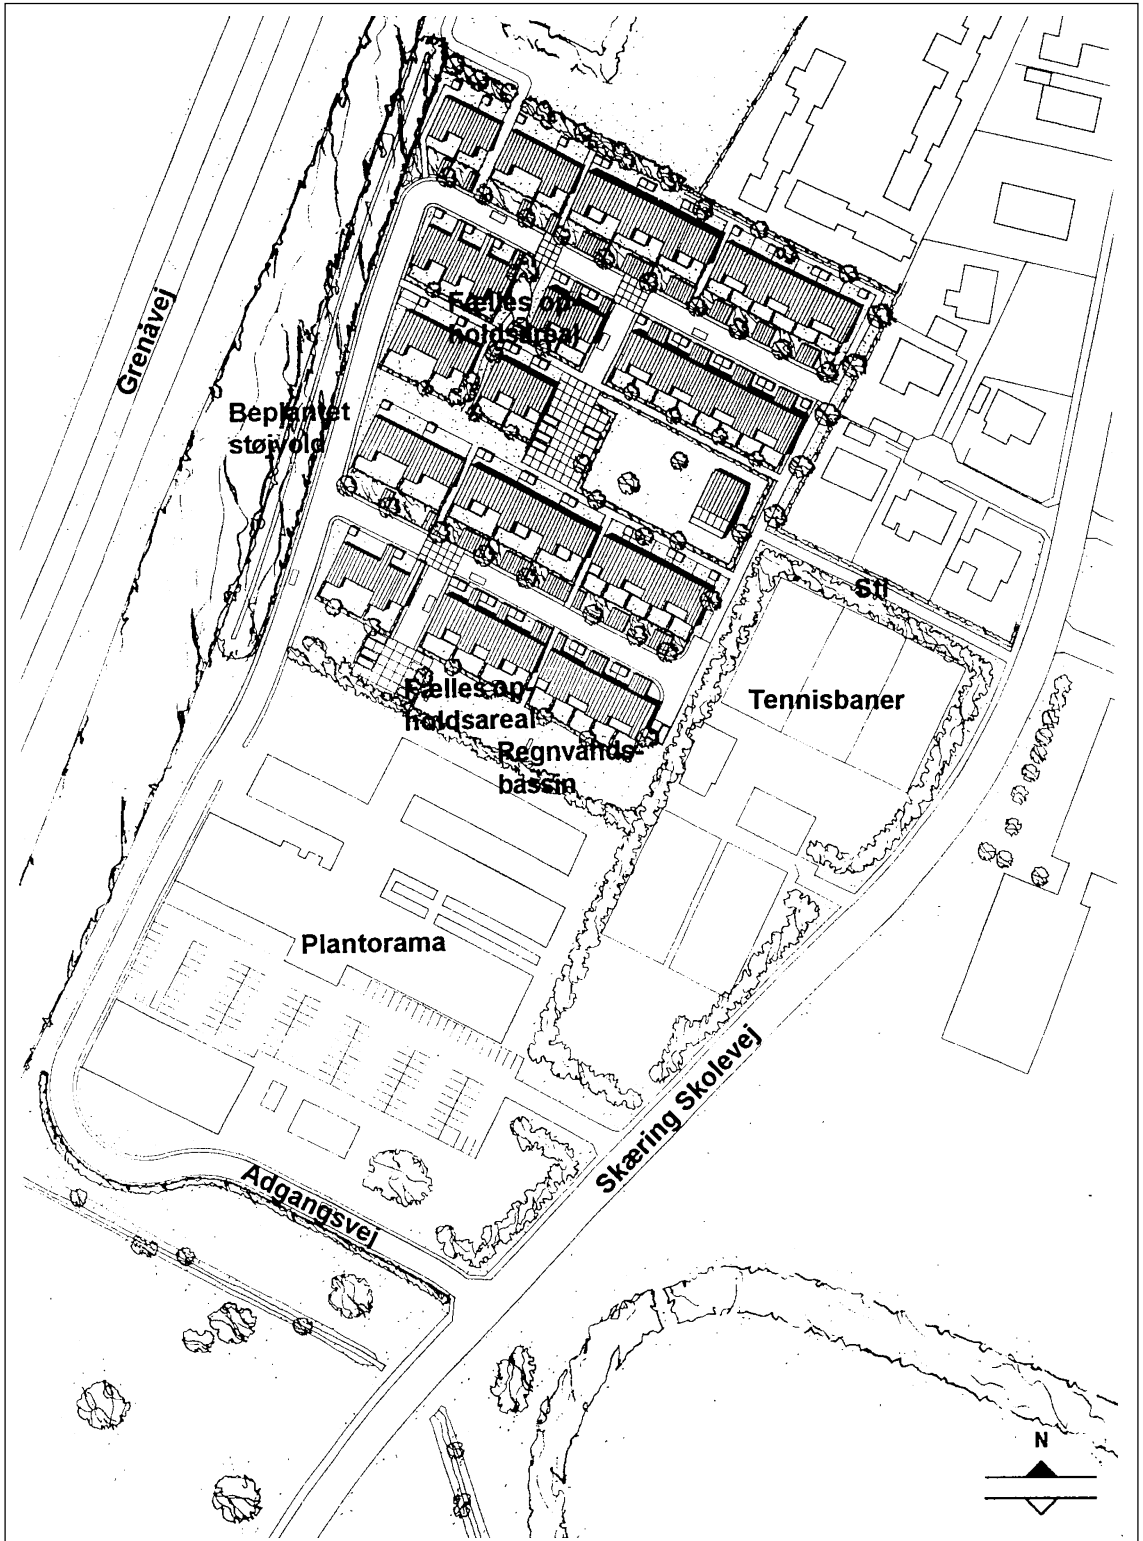 Fælles op-
holdsareal
Grenåvej
Beplantet
støjvold
Sti
Fælles op-
holdsareal
Tennisbaner
Regnvands-
bassin
Plantorama
Skæring Skolevej
Adgangsvej
N